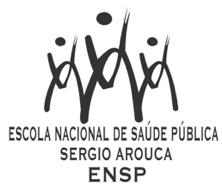 ESCOLA NACIONAL DE SAÚDE PÚBLICA
SERGIO AROUCA
ENSP